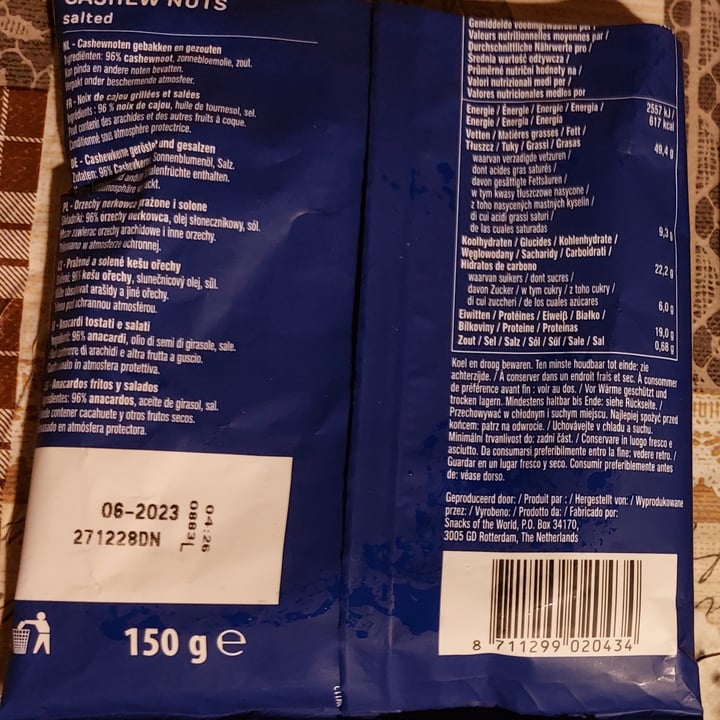 CASHEW NUTS
salted
NL - Cashewnoten gebakken en gezouten
Ingrediënten: 96% cashewnoot, zonnebloemolie, zout.
Kan pinda en andere noten bevatten.
Verpakt onder beschermende atmosfeer.
FR - Noix de cajou grillées et salées
Ingrédients : 96 % noix de cajou, huile de tournesol, sel.
Peut contenir des arachides et des autres fruits à coque.
Conditionné sous atmosphère protectrice.
DE - Cashewkerne geröstet und gesalzen
Zutaten: 96% Cashewkerne, Sonnenblumenöl, Salz.
Schalenfrüchte enthalten.
PL - Orzechy nerkowca prażone i solone
Składniki: 96% orzechy nerkowca, olej słonecznikowy, sól.
Może zawierac orzechy arachidowe i inne orzechy.
Pakowano w atmosferze ochronnej.
CZ - Pražené a solené kešu ořechy
96% kešu ořechy, slunečnicový olej, sůl.
Může obsahovat arašídy a jiné ořechy.
Baleno pod ochrannou atmosférou.
IT - Anacardi tostati e salati
Ingredienti: 96% anacardi, olio di semi di girasole, sale.
Può contenere di arachidi e altra frutta a guscio.
Confezionato in atmosfera protettiva.
ES - Anacardos fritos y salados
Ingredientes: 96% anacardos, aceite de girasol, sal.
Puede contener cacahuete y otros frutos secos.
Envasado en atmósfera protectora.
06-2023
271228DN
04:26
0883L
150 g e
Gemiddelde voedingswaarden per /
Valeurs nutritionelles moyennes par /
Durchschnittliche Nährwerte pro /
Średnia wartość odżywcza /
Průměrné nutriční hodnoty na /
Valori nutrizionali medi per /
Valores nutricionales medios por
Energie / Énergie / Energie / Energia / 2557 kJ /
Energie / Energia / Energía 617 kcal
Vetten / Matières grasses / Fett /
Tłuszcz / Tuky / Grassi / Grasas 49,4 g
waarvan verzadigde vetzuren /
dont acides gras saturés /
davon gesättigte Fettsäuren /
w tym kwasy tłuszczowe nasycone /
z toho nasycených mastných kyselin /
di cui acidi grassi saturi /
de las cuales saturadas 9,3 g
Koolhydraten / Glucides / Kohlenhydrate /
Węglowodany / Sacharidy / Carboidrati /
Hidratos de carbono 22,2 g
waarvan suikers / dont sucres /
davon Zucker / w tym cukry / z toho cukry /
di cui zuccheri / de los cuales azúcares 6,0 g
Eiwitten / Protéines / Eiweiß / Białko /
Bílkoviny / Proteine / Proteínas 19,0 g
Zout / Sel / Salz / Sól / Sůl / Sale / Sal 0,68 g
Koel en droog bewaren. Ten minste houdbaar tot einde: zie
achterzijde. / À conserver dans un endroit frais et sec. À consommer
de préférence avant fin : voir au dos. / Vor Wärme geschützt und
trocken lagern. Mindestens haltbar bis Ende: siehe Rückseite. /
Przechowywać w chłodnym i suchym miejscu. Najlepiej spożyć przed
końcem: patrz na odwrocie. / Uchovávejte v chladu a suchu.
Minimální trvanlivost do: zadní část. / Conservare in luogo fresco e
asciutto. Da consumarsi preferibilmente entro la fine: vedere retro. /
Guardar en un lugar fresco y seco. Consumir preferiblemente antes
de: véase dorso.
Geproduceerd door: / Produit par : / Hergestellt von: / Wyprodukowane
przez: / Vyrobeno: / Prodotto da: / Fabricado por:
Snacks of the World, P.O. Box 34170,
3005 GD Rotterdam, The Netherlands
8 711299 020434